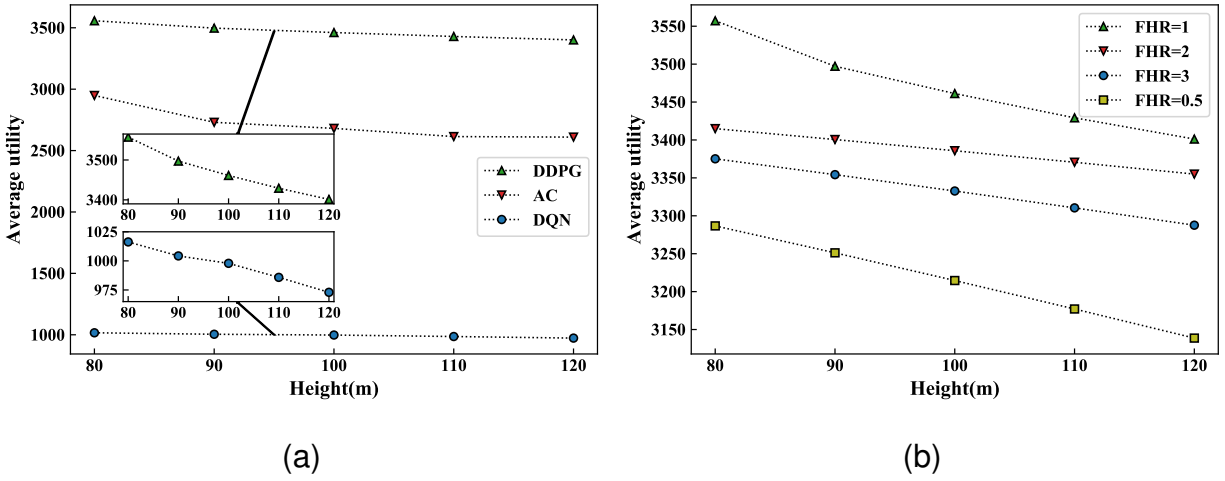 3500
3000
2500
2000
1500
1000
Average utility
3500
3400
80 90 100 110 120
1025
1000
975
80 90 100 110 120
DDPG
AC
DQN
80 90 100 110 120
Height(m)
(a)
3550
3500
3450
3400
3350
3300
3250
3200
3150
Average utility
FHR=1
FHR=2
FHR=3
FHR=0.5
80 90 100 110 120
Height(m)
(b)